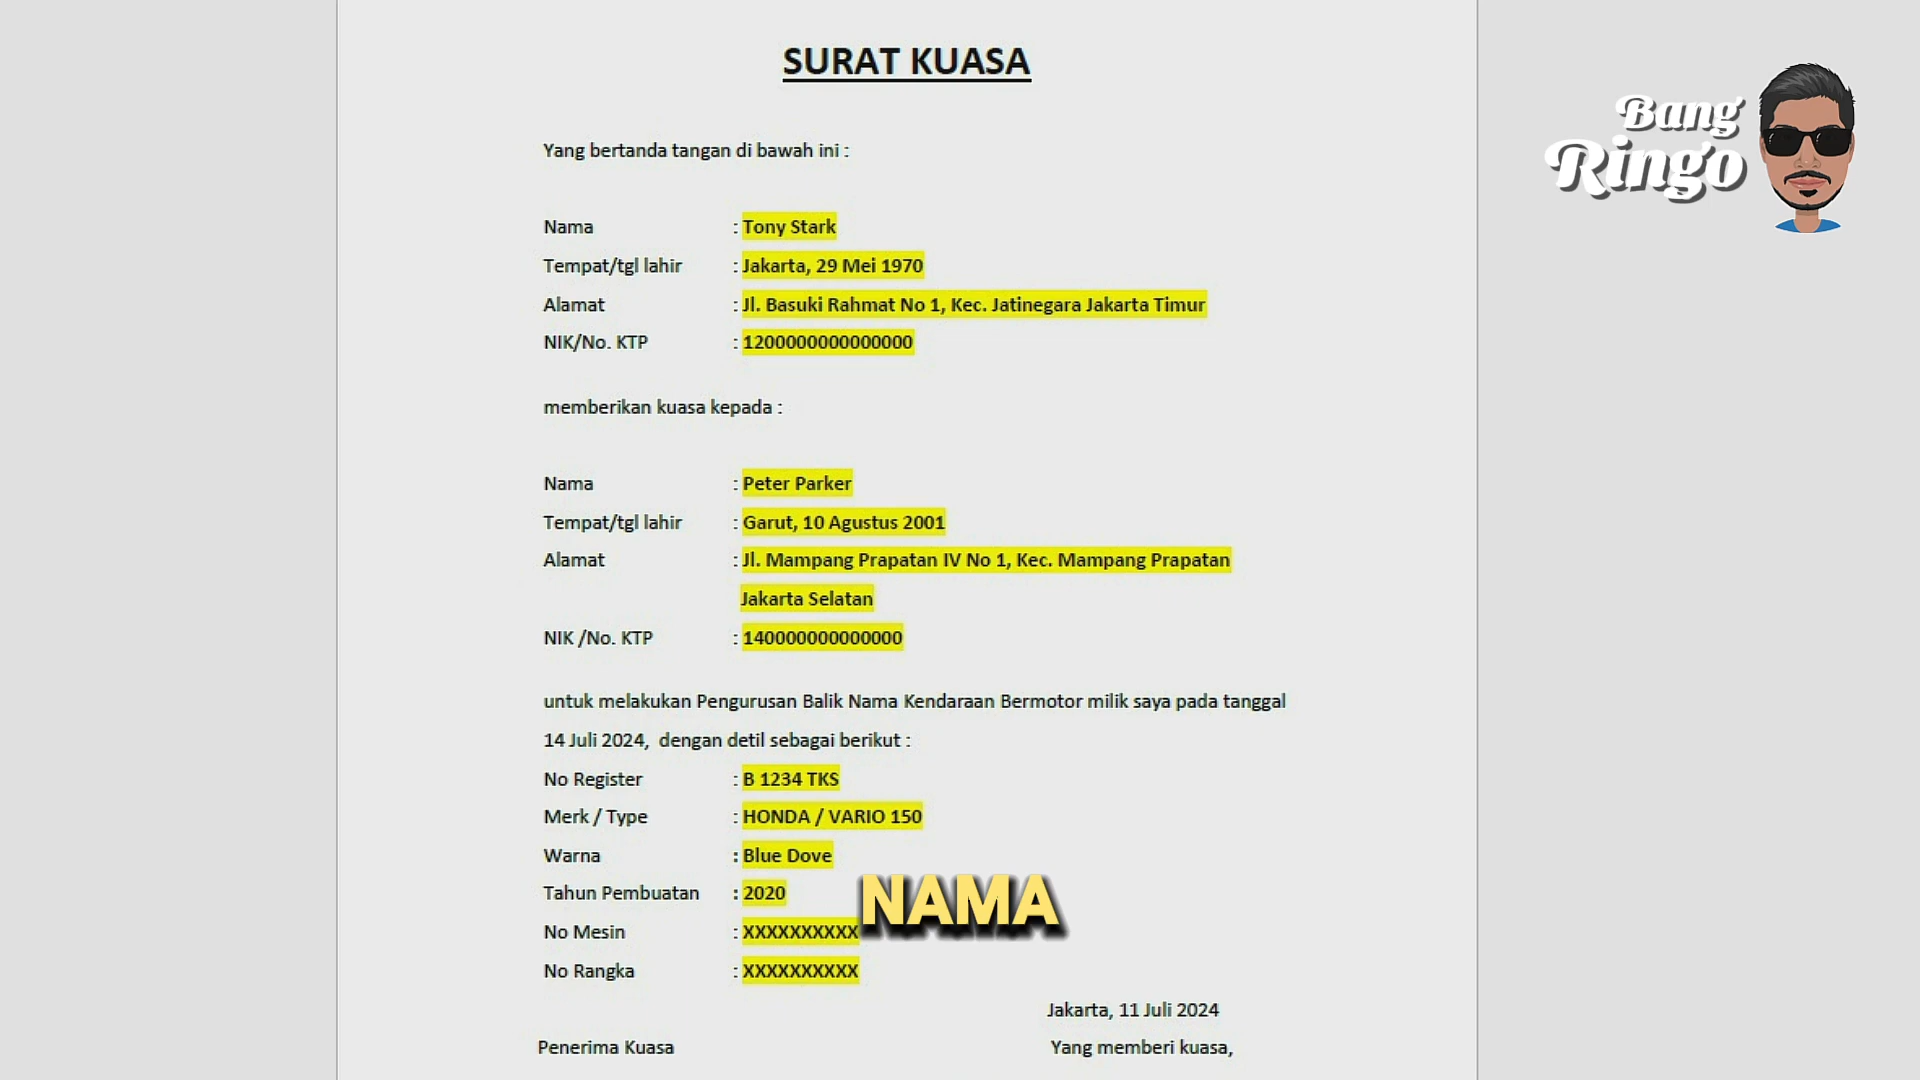 SURAT KUASA
Bang
Ringo
Yang bertanda tangan di bawah ini :
Nama : Tony Stark
Tempat/tgl lahir : Jakarta, 29 Mei 1970
Alamat : Jl. Basuki Rahmat No 1, Kec. Jatinegara Jakarta Timur
NIK/No. KTP : 1200000000000000
memberikan kuasa kepada :
Nama : Peter Parker
Tempat/tgl lahir : Garut, 10 Agustus 2001
Alamat : Jl. Mampang Prapatan IV No 1, Kec. Mampang Prapatan
Jakarta Selatan
NIK /No. KTP : 140000000000000
untuk melakukan Pengurusan Balik Nama Kendaraan Bermotor milik saya pada tanggal
14 Juli 2024, dengan detil sebagai berikut :
No Register : B 1234 TKS
Merk / Type : HONDA / VARIO 150
Warna : Blue Dove
Tahun Pembuatan : 2020
NAMA
No Mesin : XXXXXXXXXX
No Rangka : XXXXXXXXXX
Jakarta, 11 Juli 2024
Penerima Kuasa Yang memberi kuasa,